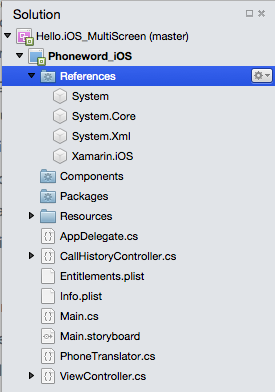 Solution
Hello.iOS_MultiScreen (master)
Phoneword_iOS
References
System
System.Core
System.Xml
Xamarin.iOS
Components
Packages
Resources
AppDelegate.cs
CallHistoryController.cs
Entitlements.plist
Info.plist
Main.cs
Main.storyboard
PhoneTranslator.cs
ViewController.cs